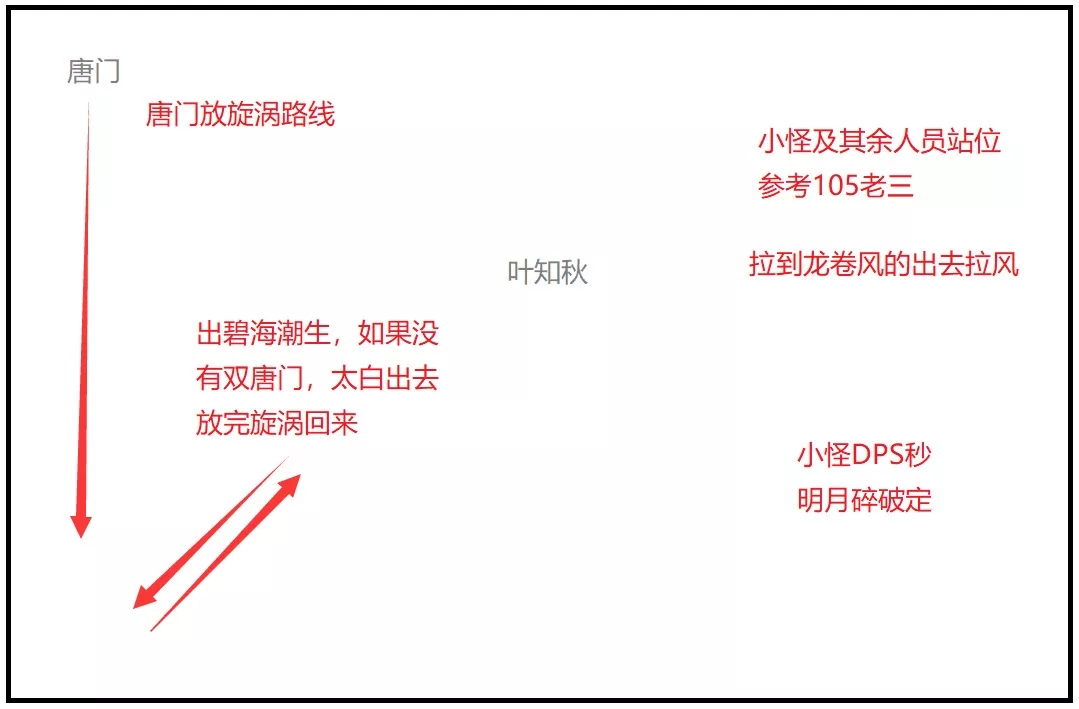 唐门
唐门放旋涡路线
小怪及其余人员站位
参考105老三
拉到龙卷风的出去拉风
叶知秋
出碧海潮生，如果没
有双唐门，太白出去
放完旋涡回来
小怪DPS秒
明月碎破定